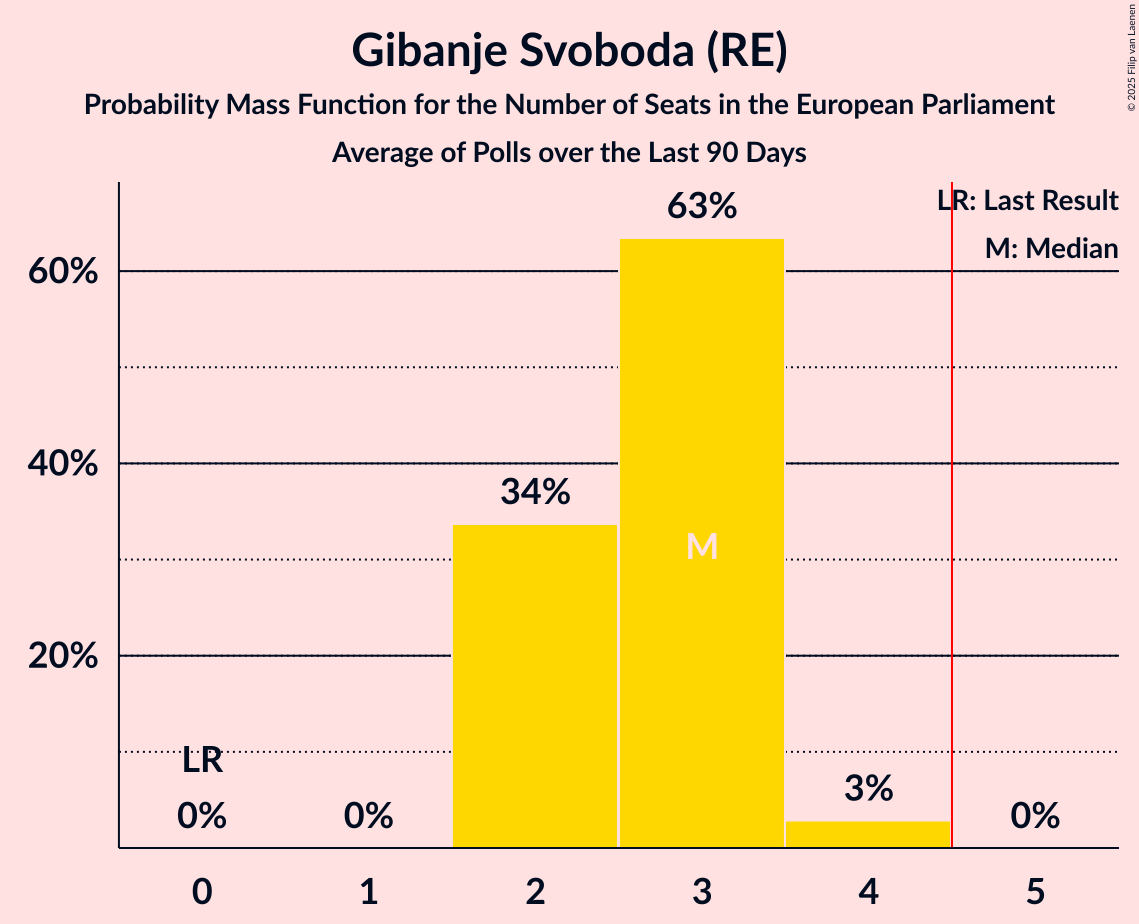 Gibanje Svoboda (RE)
Probability Mass Function for the Number of Seats in the European Parliament
Average of Polls over the Last 90 Days
© 2025 Filip van Laenen
LR: Last Result
M: Median
63%
60%
40%
34%
M
20%
LR
0%
0%
3%
0%
0
1
2
3
4
5